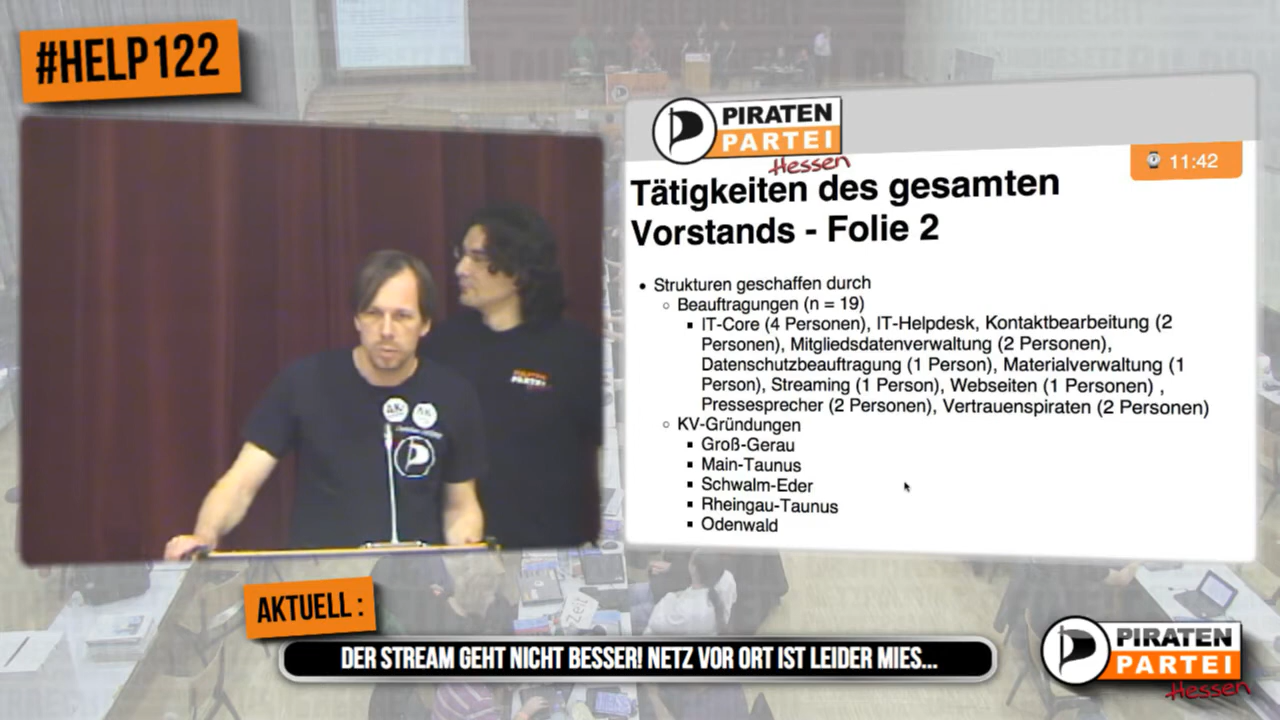 #HELP122
PIRATEN
PARTEI
Hessen
11:42
Tätigkeiten des gesamten
Vorstands - Folie 2
• Strukturen geschaffen durch
○ Beauftragungen (n = 19)
▪ IT-Core (4 Personen), IT-Helpdesk, Kontaktbearbeitung (2
Personen), Mitgliedsdatenverwaltung (2 Personen),
Datenschutzbeauftragung (1 Person), Materialverwaltung (1
Person), Streaming (1 Person), Webseiten (1 Personen) ,
Pressesprecher (2 Personen), Vertrauenspiraten (2 Personen)
○ KV-Gründungen
▪ Groß-Gerau
▪ Main-Taunus
▪ Schwalm-Eder
▪ Rheingau-Taunus
▪ Odenwald
PIRATEN
PARTEI
Zeit
AKTUELL :
DER STREAM GEHT NICHT BESSER! NETZ VOR ORT IST LEIDER MIES...
PIRATEN
PARTEI
Hessen